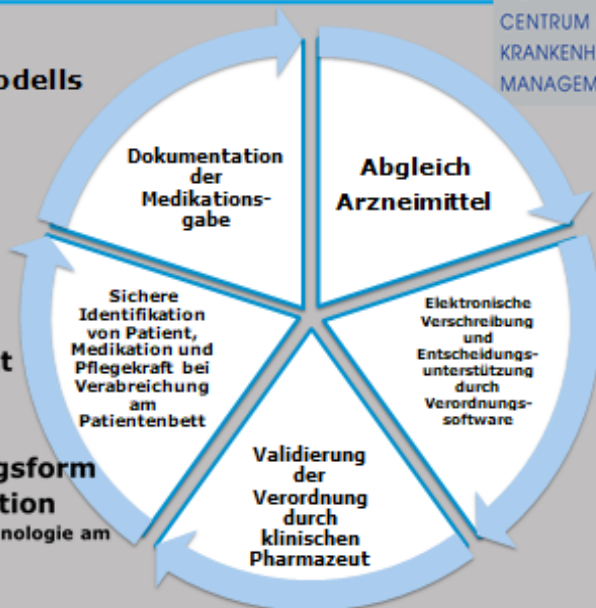 CENTRUM
KRANKENH
MANAGEM
odells
t
gsform
tion
nologie am
Abgleich
Arzneimittel
Elektronische
Verschreibung
und
Entscheidungs-
unterstützung
durch
Verordnungs-
software
Validierung
der
Verordnung
durch
klinischen
Pharmazeut
Sichere
Identifikation
von Patient,
Medikation und
Pflegekraft bei
Verabreichung
am
Patientenbett
Dokumentation
der
Medikations-
gabe